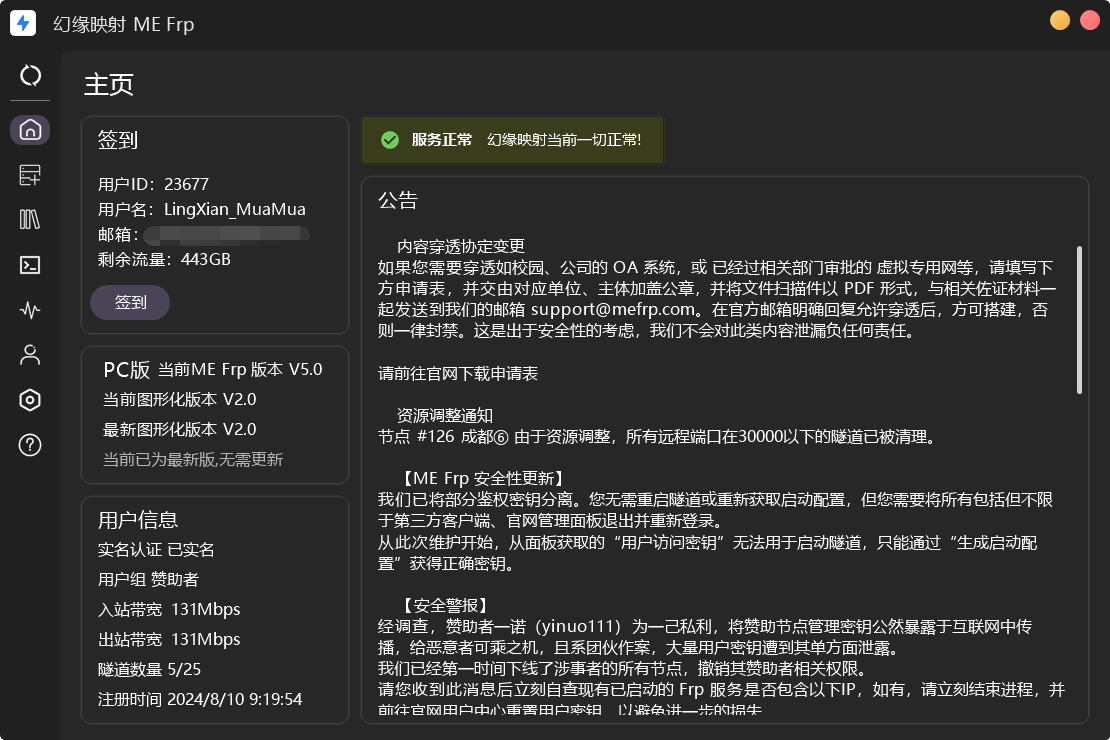 幻缘映射 ME Frp
主页
签到
用户ID：23677
用户名：LingXian_MuaMua
邮箱：
剩余流量：443GB
签到
PC版 当前ME Frp 版本 V5.0
当前图形化版本 V2.0
最新图形化版本 V2.0
当前已为最新版,无需更新
用户信息
实名认证 已实名
用户组 赞助者
入站带宽 131Mbps
出站带宽 131Mbps
隧道数量 5/25
注册时间 2024/8/10 9:19:54
服务正常 幻缘映射当前一切正常!
公告
内容穿透协定变更
如果您需要穿透如校园、公司的 OA 系统，或 已经过相关部门审批的 虚拟专用网等，请填写下
方申请表，并交由对应单位、主体加盖公章，并将文件扫描件以 PDF 形式，与相关佐证材料一
起发送到我们的邮箱 support@mefrp.com。在官方邮箱明确回复允许穿透后，方可搭建，否
则一律封禁。这是出于安全性的考虑，我们不会对此类内容泄漏负任何责任。
请前往官网下载申请表
资源调整通知
节点 #126 成都⑥ 由于资源调整，所有远程端口在30000以下的隧道已被清理。
【ME Frp 安全性更新】
我们已将部分鉴权密钥分离。您无需重启隧道或重新获取启动配置，但您需要将所有包括但不限
于第三方客户端、官网管理面板退出并重新登录。
从此次维护开始，从面板获取的“用户访问密钥”无法用于启动隧道，只能通过“生成启动配
置”获得正确密钥。
【安全警报】
经调查，赞助者一诺（yinuo111）为一己私利，将赞助节点管理密钥公然暴露于互联网中传
播，给恶意者可乘之机，且系团伙作案，大量用户密钥遭到其单方面泄露。
我们已经第一时间下线了涉事者的所有节点，撤销其赞助者相关权限。
请您收到此消息后立刻自查现有已启动的 Frp 服务是否包含以下IP，如有，请立刻结束进程，并
前往官网用户中心重置用户密钥，以避免进一步的损失